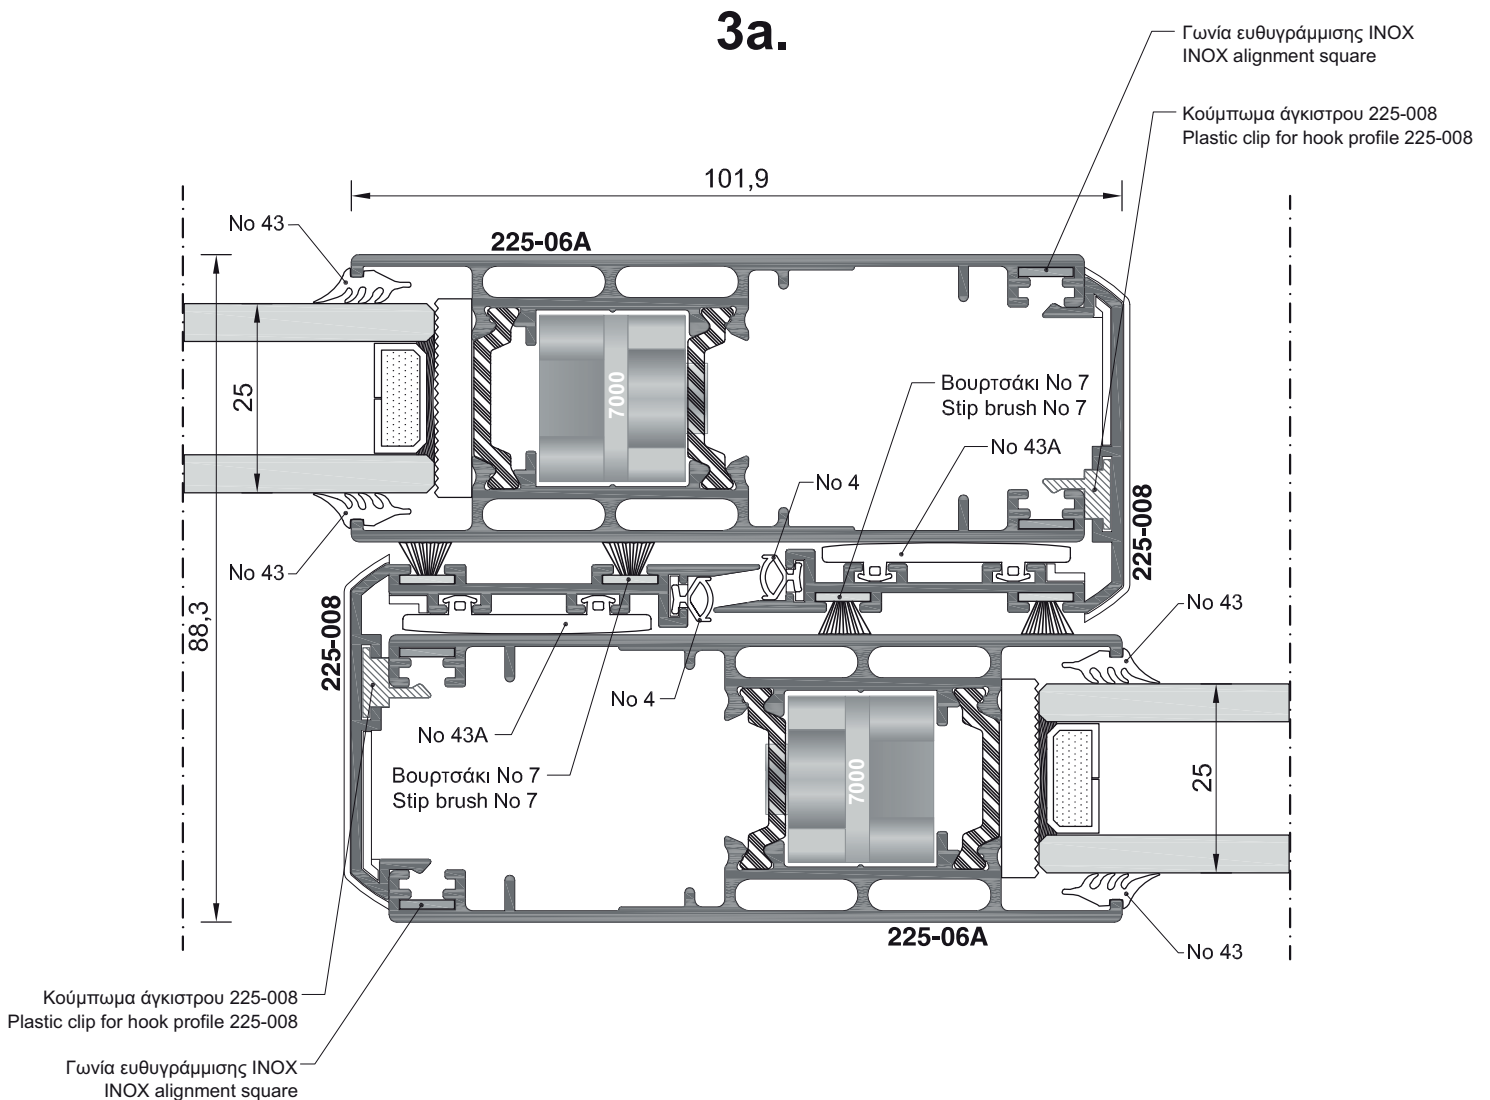 3a.
Γωνία ευθυγράμμισης INOX
INOX alignment square
Κούμπωμα άγκιστρου 225-008
Plastic clip for hook profile 225-008
101,9
No 43
225-06A
25
7000
Βουρτσάκι No 7
Stip brush No 7
No 43A
No 4
225-008
No 43
88,3
225-008
No 43
No 4
No 43A
Βουρτσάκι No 7
Stip brush No 7
7000
25
225-06A
No 43
Κούμπωμα άγκιστρου 225-008
Plastic clip for hook profile 225-008
Γωνία ευθυγράμμισης INOX
INOX alignment square